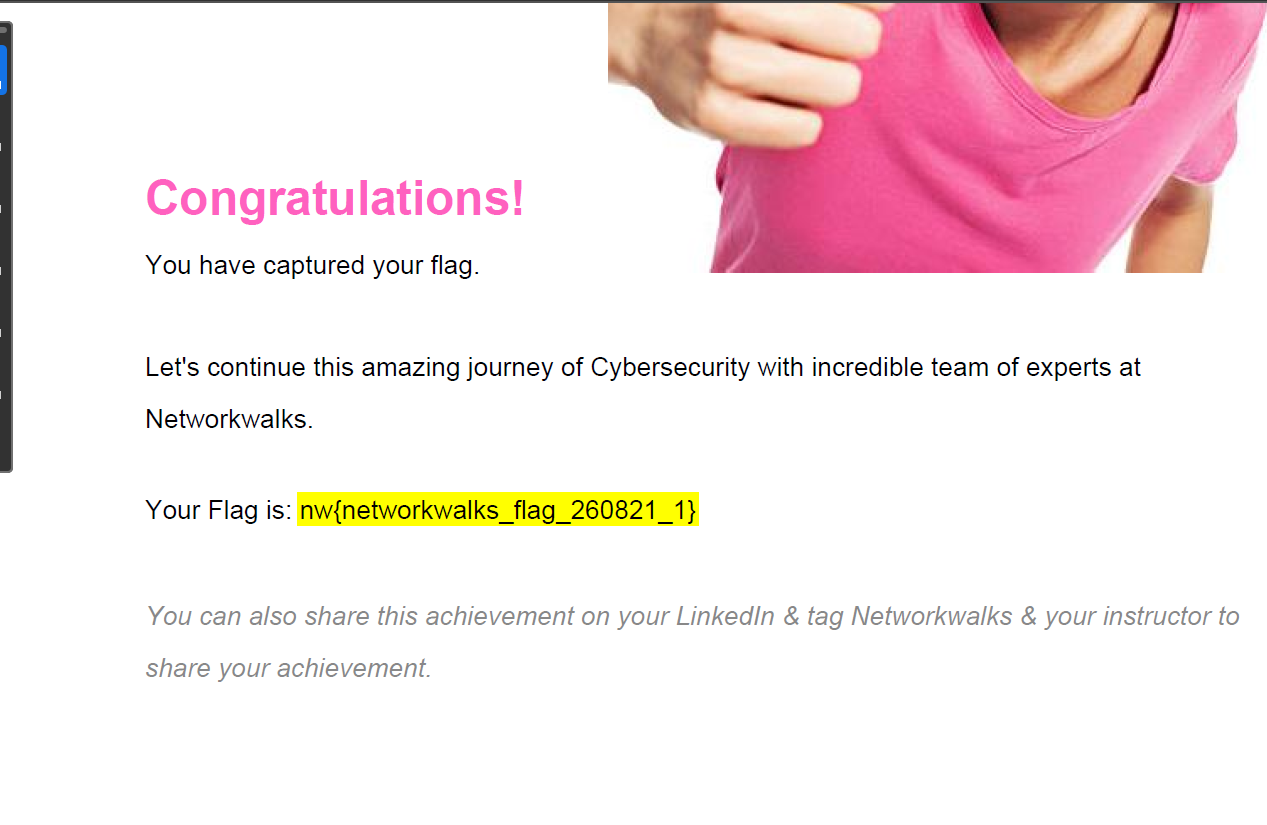 Congratulations!
You have captured your flag.
Let's continue this amazing journey of Cybersecurity with incredible team of experts at
Networkwalks.
Your Flag is: nw{networkwalks_flag_260821_1}
You can also share this achievement on your LinkedIn & tag Networkwalks & your instructor to
share your achievement.